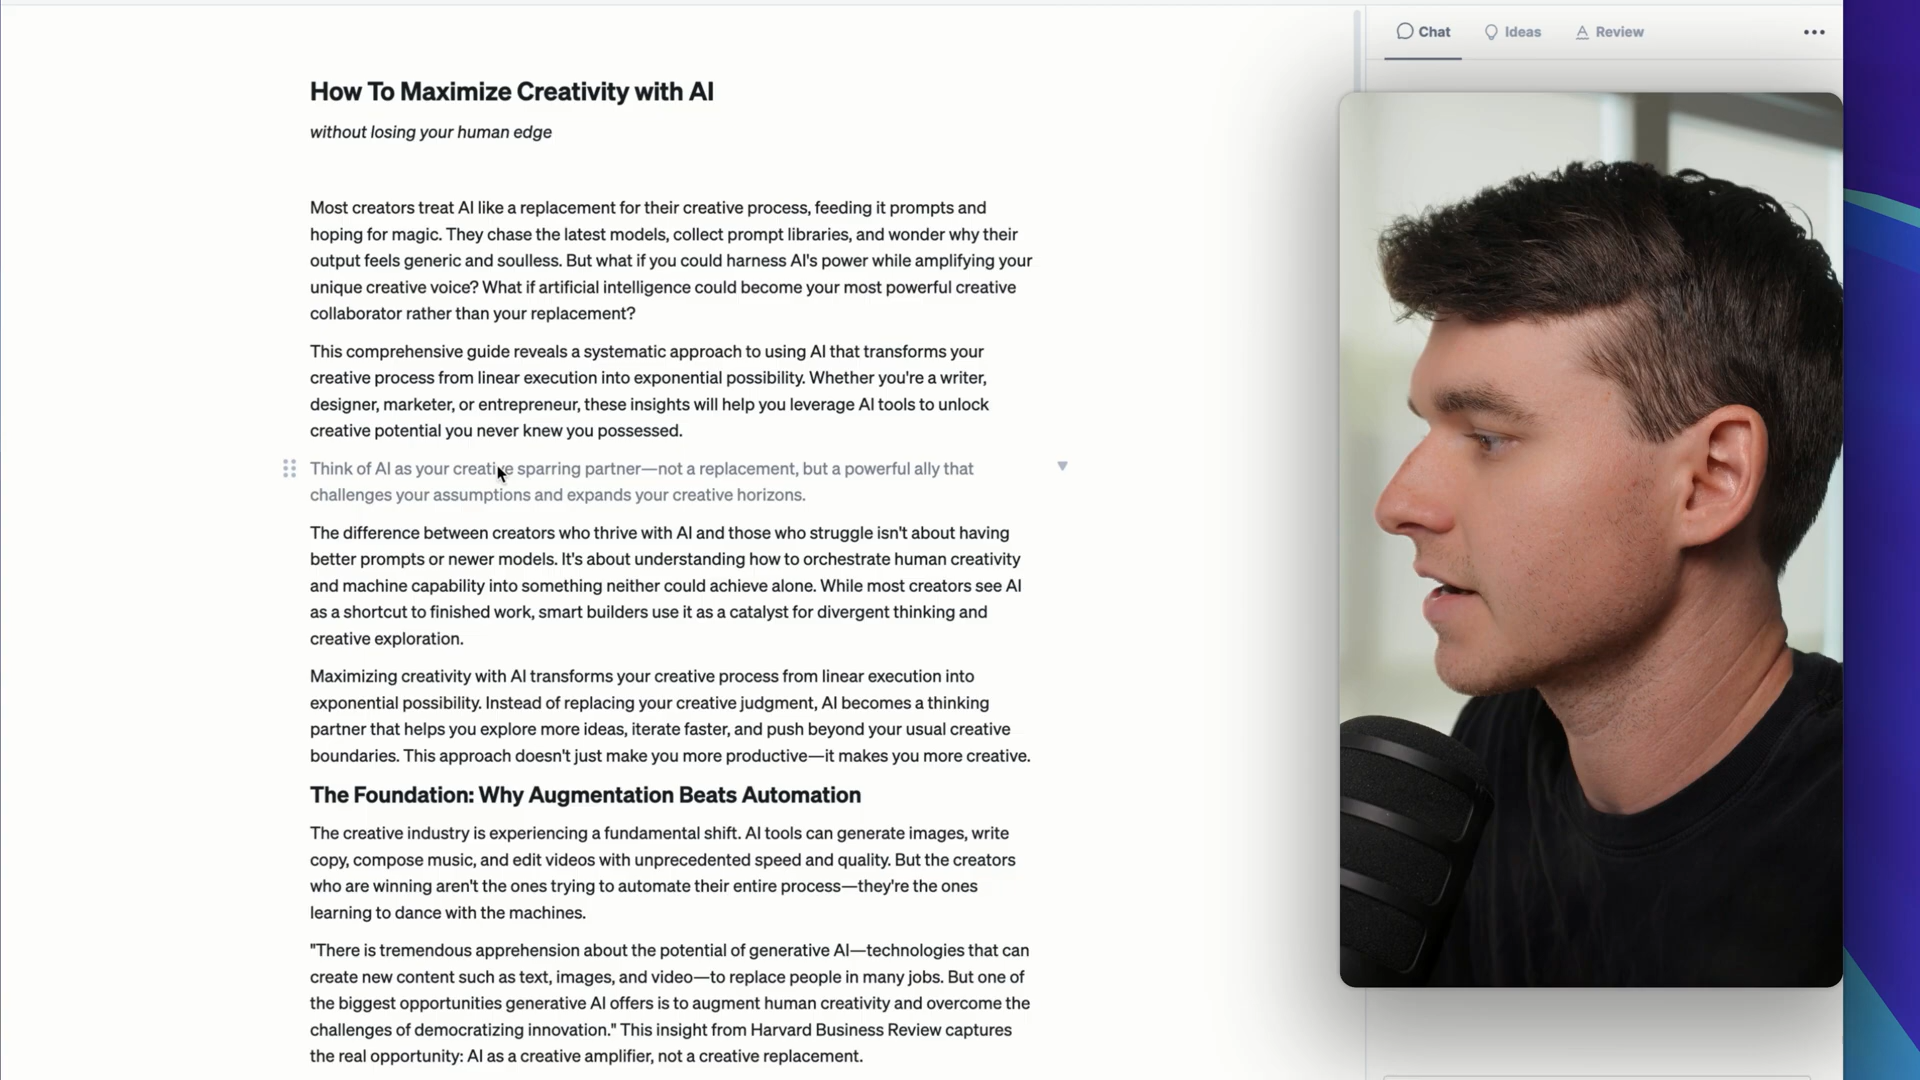 Chat
Ideas
Review
How To Maximize Creativity with AI
without losing your human edge
Most creators treat AI like a replacement for their creative process, feeding it prompts and
hoping for magic. They chase the latest models, collect prompt libraries, and wonder why their
output feels generic and soulless. But what if you could harness AI's power while amplifying your
unique creative voice? What if artificial intelligence could become your most powerful creative
collaborator rather than your replacement?
This comprehensive guide reveals a systematic approach to using AI that transforms your
creative process from linear execution into exponential possibility. Whether you're a writer,
designer, marketer, or entrepreneur, these insights will help you leverage AI tools to unlock
creative potential you never knew you possessed.
Think of AI as your creative sparring partner—not a replacement, but a powerful ally that
challenges your assumptions and expands your creative horizons.
The difference between creators who thrive with AI and those who struggle isn't about having
better prompts or newer models. It's about understanding how to orchestrate human creativity
and machine capability into something neither could achieve alone. While most creators see AI
as a shortcut to finished work, smart builders use it as a catalyst for divergent thinking and
creative exploration.
Maximizing creativity with AI transforms your creative process from linear execution into
exponential possibility. Instead of replacing your creative judgment, AI becomes a thinking
partner that helps you explore more ideas, iterate faster, and push beyond your usual creative
boundaries. This approach doesn't just make you more productive—it makes you more creative.
The Foundation: Why Augmentation Beats Automation
The creative industry is experiencing a fundamental shift. AI tools can generate images, write
copy, compose music, and edit videos with unprecedented speed and quality. But the creators
who are winning aren't the ones trying to automate their entire process—they're the ones
learning to dance with the machines.
"There is tremendous apprehension about the potential of generative AI—technologies that can
create new content such as text, images, and video—to replace people in many jobs. But one of
the biggest opportunities generative AI offers is to augment human creativity and overcome the
challenges of democratizing innovation." This insight from Harvard Business Review captures
the real opportunity: AI as a creative amplifier, not a creative replacement.